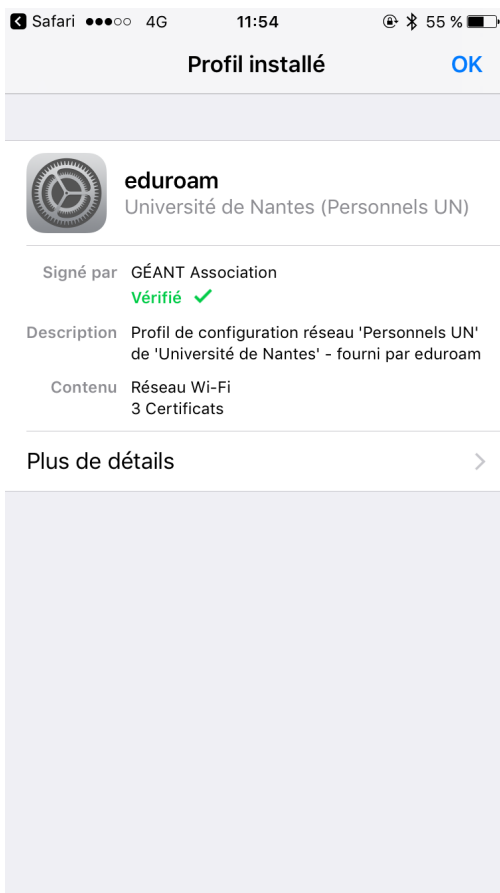 Safari 4G 11:54 55 %
Profil installé OK
eduroam
Université de Nantes (Personnels UN)
Signé par GÉANT Association
Vérifié
Description Profil de configuration réseau 'Personnels UN'
de 'Université de Nantes' - fourni par eduroam
Contenu Réseau Wi-Fi
3 Certificats
Plus de détails